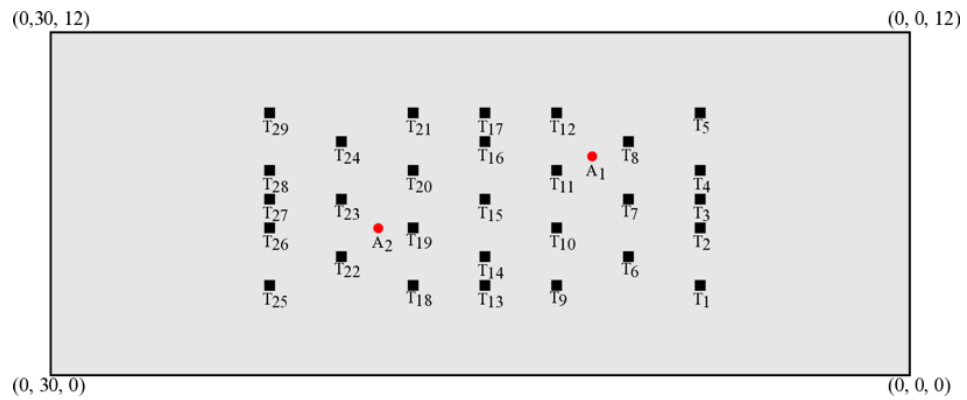 (0,30, 12) (0, 0, 12)
T29 T21 T17 T12 T5
T24 T16 T8
T28 T20 T11 A1 T4
T27 T23 T15 T7 T3
T26 A2 T19 T10 T2
T22 T14 T6
T25 T18 T13 T9 T1
(0, 30, 0) (0, 0, 0)